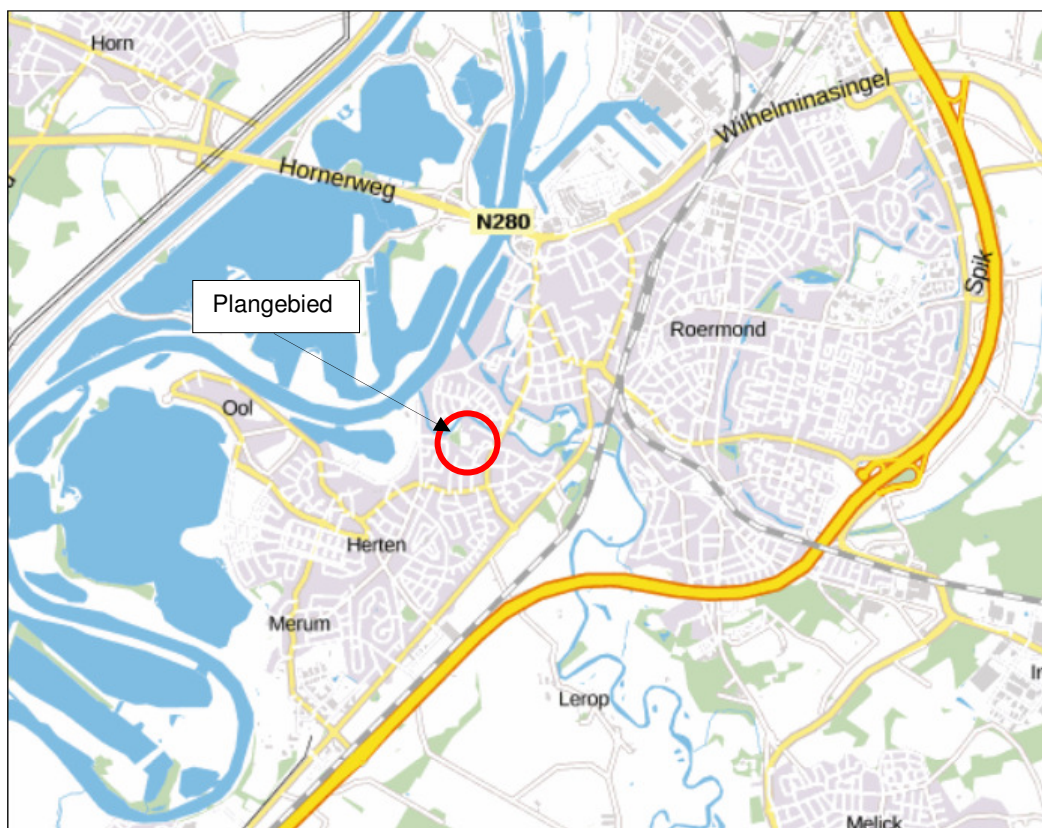 Horn
Wilhelminasingel
Hornerweg
N280
Spik
Plangebied
Roermond
Ool
Herten
Merum
Lerop
Melick